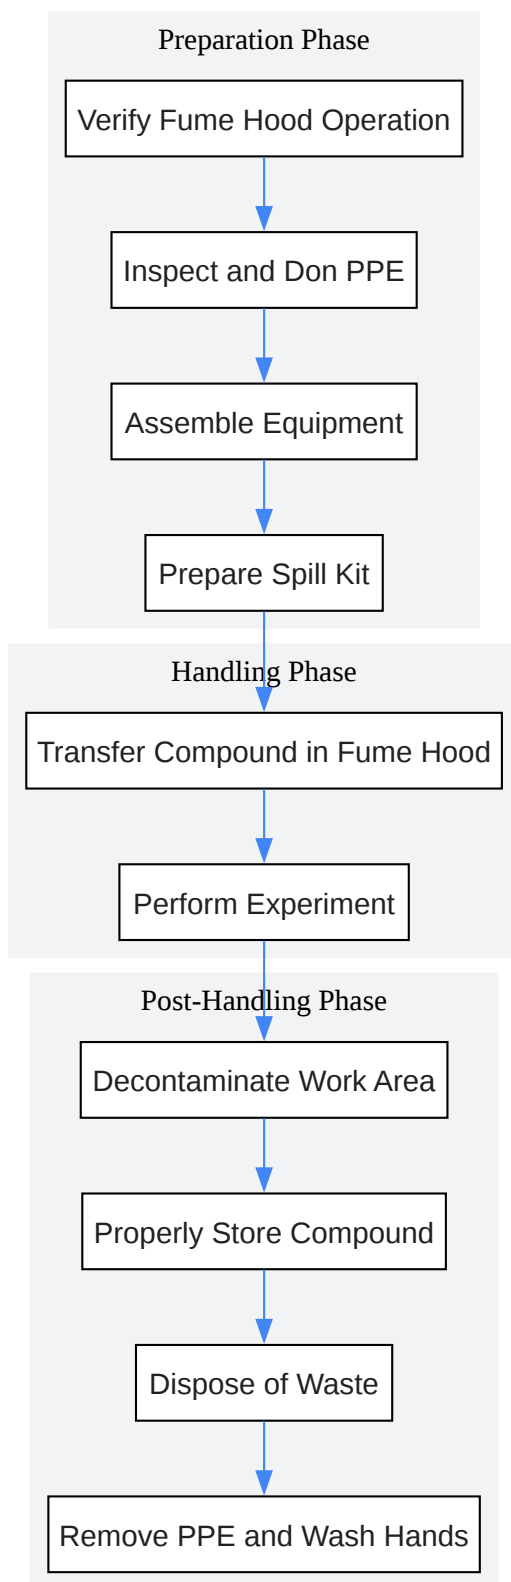 Preparation Phase
Verify Fume Hood Operation
Inspect and Don PPE
Assemble Equipment
Prepare Spill Kit
Handling Phase
Transfer Compound in Fume Hood
Perform Experiment
Post-Handling Phase
Decontaminate Work Area
Properly Store Compound
Dispose of Waste
Remove PPE and Wash Hands